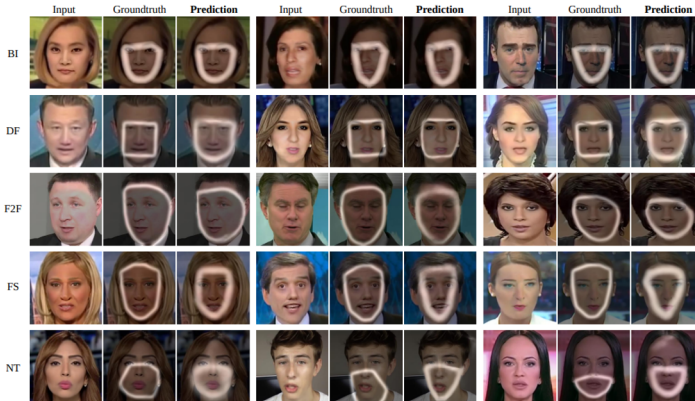 Input Groundtruth Prediction Input Groundtruth Prediction Input Groundtruth Prediction
BI
DF
F2F
FS
NT